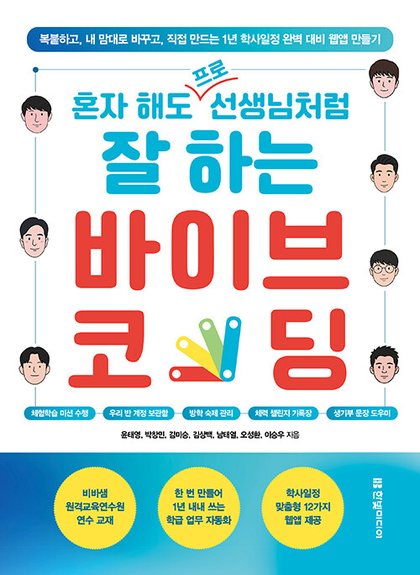 복붙하고, 내 맘대로 바꾸고, 직접 만드는 1년 학사일정 완벽 대비 웹앱 만들기
프로
혼자 해도 선생님처럼
잘 하는
바이브
코딩
체험학습 미션 수행
우리 반 계정 보관함
방학 숙제 관리
체력 챌린지 기록장
생기부 문장 도우미
윤태영, 박창민, 김미승, 김상백, 남태열, 오성환, 이승우 지음
비바샘
원격교육연수원
연수 교재
한 번 만들어
1년 내내 쓰는
학급 업무 자동화
학사일정
맞춤형 12가지
웹앱 제공
한빛미디어